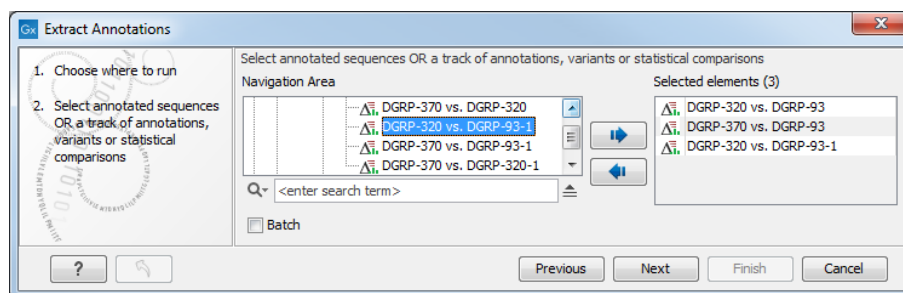 Gx Extract Annotations
1. Choose where to run
2. Select annotated sequences
OR a track of annotations,
variants or statistical
comparisons
Select annotated sequences OR a track of annotations, variants or statistical comparisons
Navigation Area
DGRP-370 vs. DGRP-320
DGRP-320 vs. DGRP-93-1
DGRP-370 vs. DGRP-93-1
DGRP-370 vs. DGRP-320-1
<enter search term>
Batch
Selected elements (3)
DGRP-320 vs. DGRP-93
DGRP-370 vs. DGRP-93
DGRP-320 vs. DGRP-93-1
?
Previous
Next
Finish
Cancel